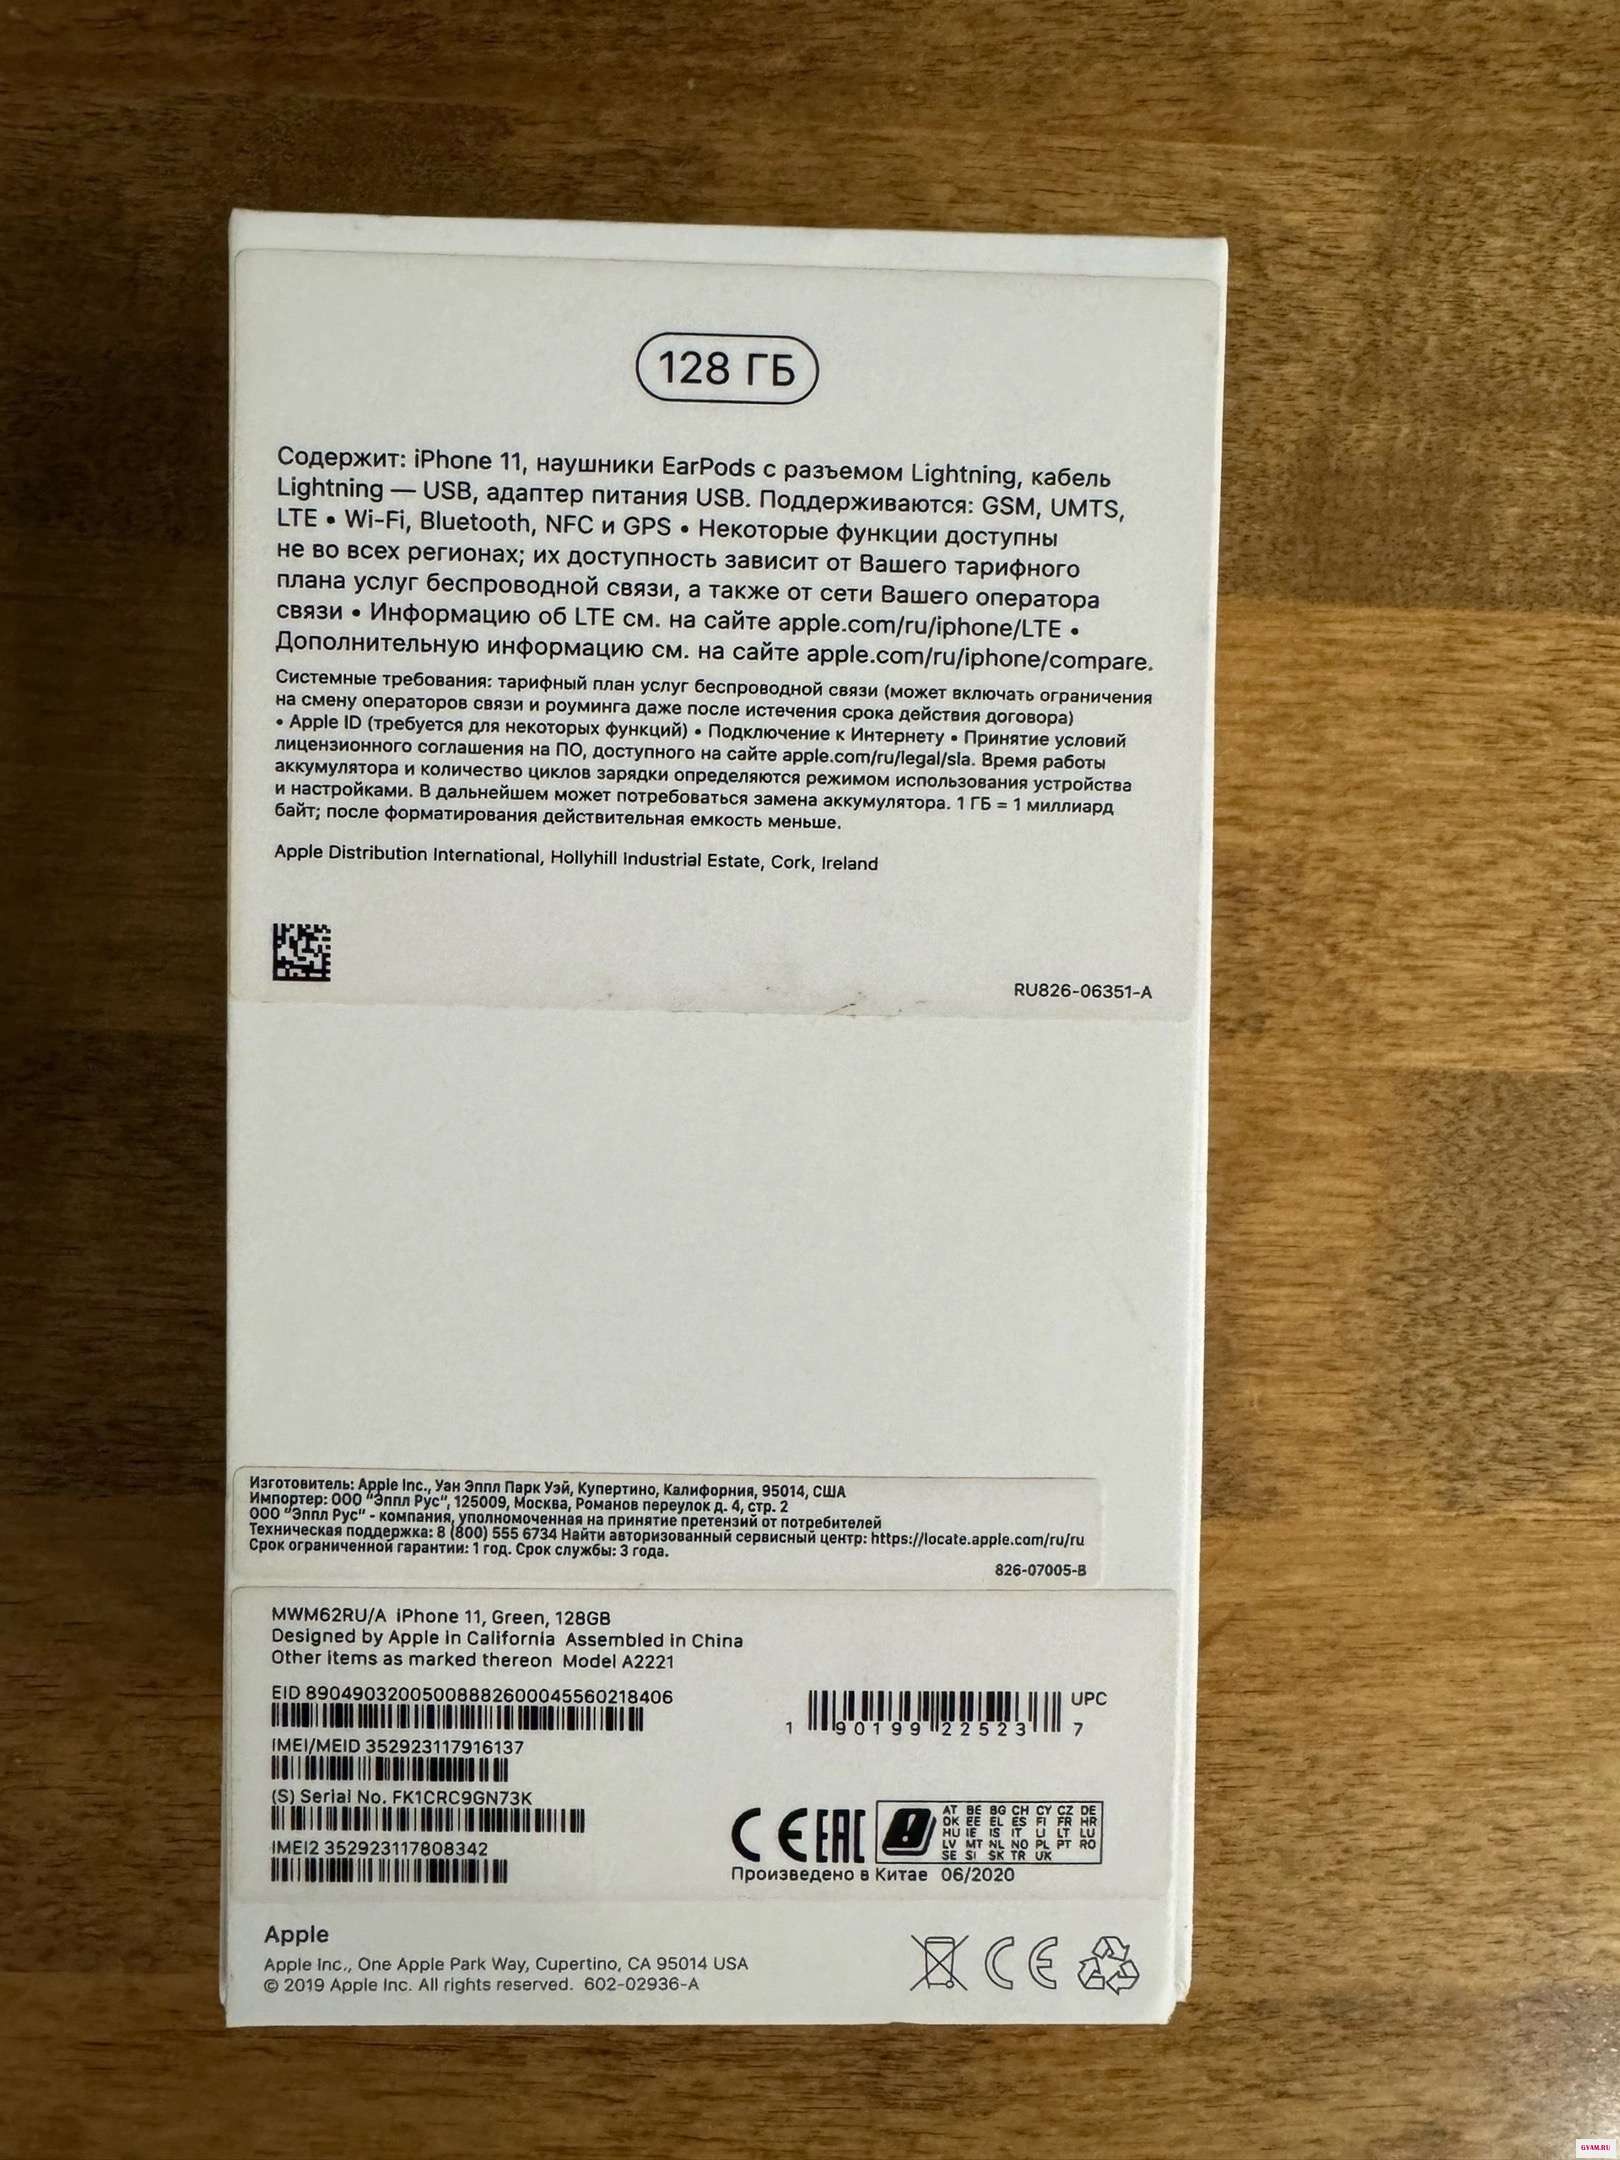 128 ГБ
Содержит: iPhone 11, наушники EarPods с разъемом Lightning, кабель
Lightning — USB, адаптер питания USB. Поддерживаются: GSM, UMTS,
LTE • Wi-Fi, Bluetooth, NFC и GPS • Некоторые функции доступны
не во всех регионах; их доступность зависит от Вашего тарифного
плана услуг беспроводной связи, а также от сети Вашего оператора
связи • Информацию об LTE см. на сайте apple.com/ru/iphone/LTE •
Дополнительную информацию см. на сайте apple.com/ru/iphone/compare.
Системные требования: тарифный план услуг беспроводной связи (может включать ограничения
на смену операторов связи и роуминга даже после истечения срока действия договора)
• Apple ID (требуется для некоторых функций) • Подключение к Интернету • Принятие условий
лицензионного соглашения на ПО, доступного на сайте apple.com/ru/legal/sla. Время работы
аккумулятора и количество циклов зарядки определяются режимом использования устройства
и настройками. В дальнейшем может потребоваться замена аккумулятора. 1 ГБ = 1 миллиард
байт; после форматирования действительная емкость меньше.
Apple Distribution International, Hollyhill Industrial Estate, Cork, Ireland
RU826-06351-A
Изготовитель: Apple Inc., Уан Эппл Парк Уэй, Купертино, Калифорния, 95014, США
Импортер: ООО "Эппл Рус", 125009, Москва, Романов переулок д. 4, стр. 2
ООО "Эппл Рус" - компания, уполномоченная на принятие претензий от потребителей
Техническая поддержка: 8 (800) 555 6734 Найти авторизованный сервисный центр: https://locate.apple.com/ru/ru
Срок ограниченной гарантии: 1 год. Срок службы: 3 года.
826-07005-B
MWM62RU/A iPhone 11, Green, 128GB
Designed by Apple in California Assembled in China
Other items as marked thereon Model A2221
EID 89049032005008882600045560218406
UPC
1 90199 22523 7
IMEI/MEID 352923117916137
(S) Serial No. FK1CRC9GN73K
IMEI2 352923117808342
CE EAC
AT BE BG CH CY CZ DE
DK EE EL ES FI FR HR
HU IE IS IT LI LT LU
LV MT NL NO PL PT RO
SE SI SK TR UK
Произведено в Китае 06/2020
Apple
Apple Inc., One Apple Park Way, Cupertino, CA 95014 USA
© 2019 Apple Inc. All rights reserved. 602-02936-A
CE
GVAM.RU